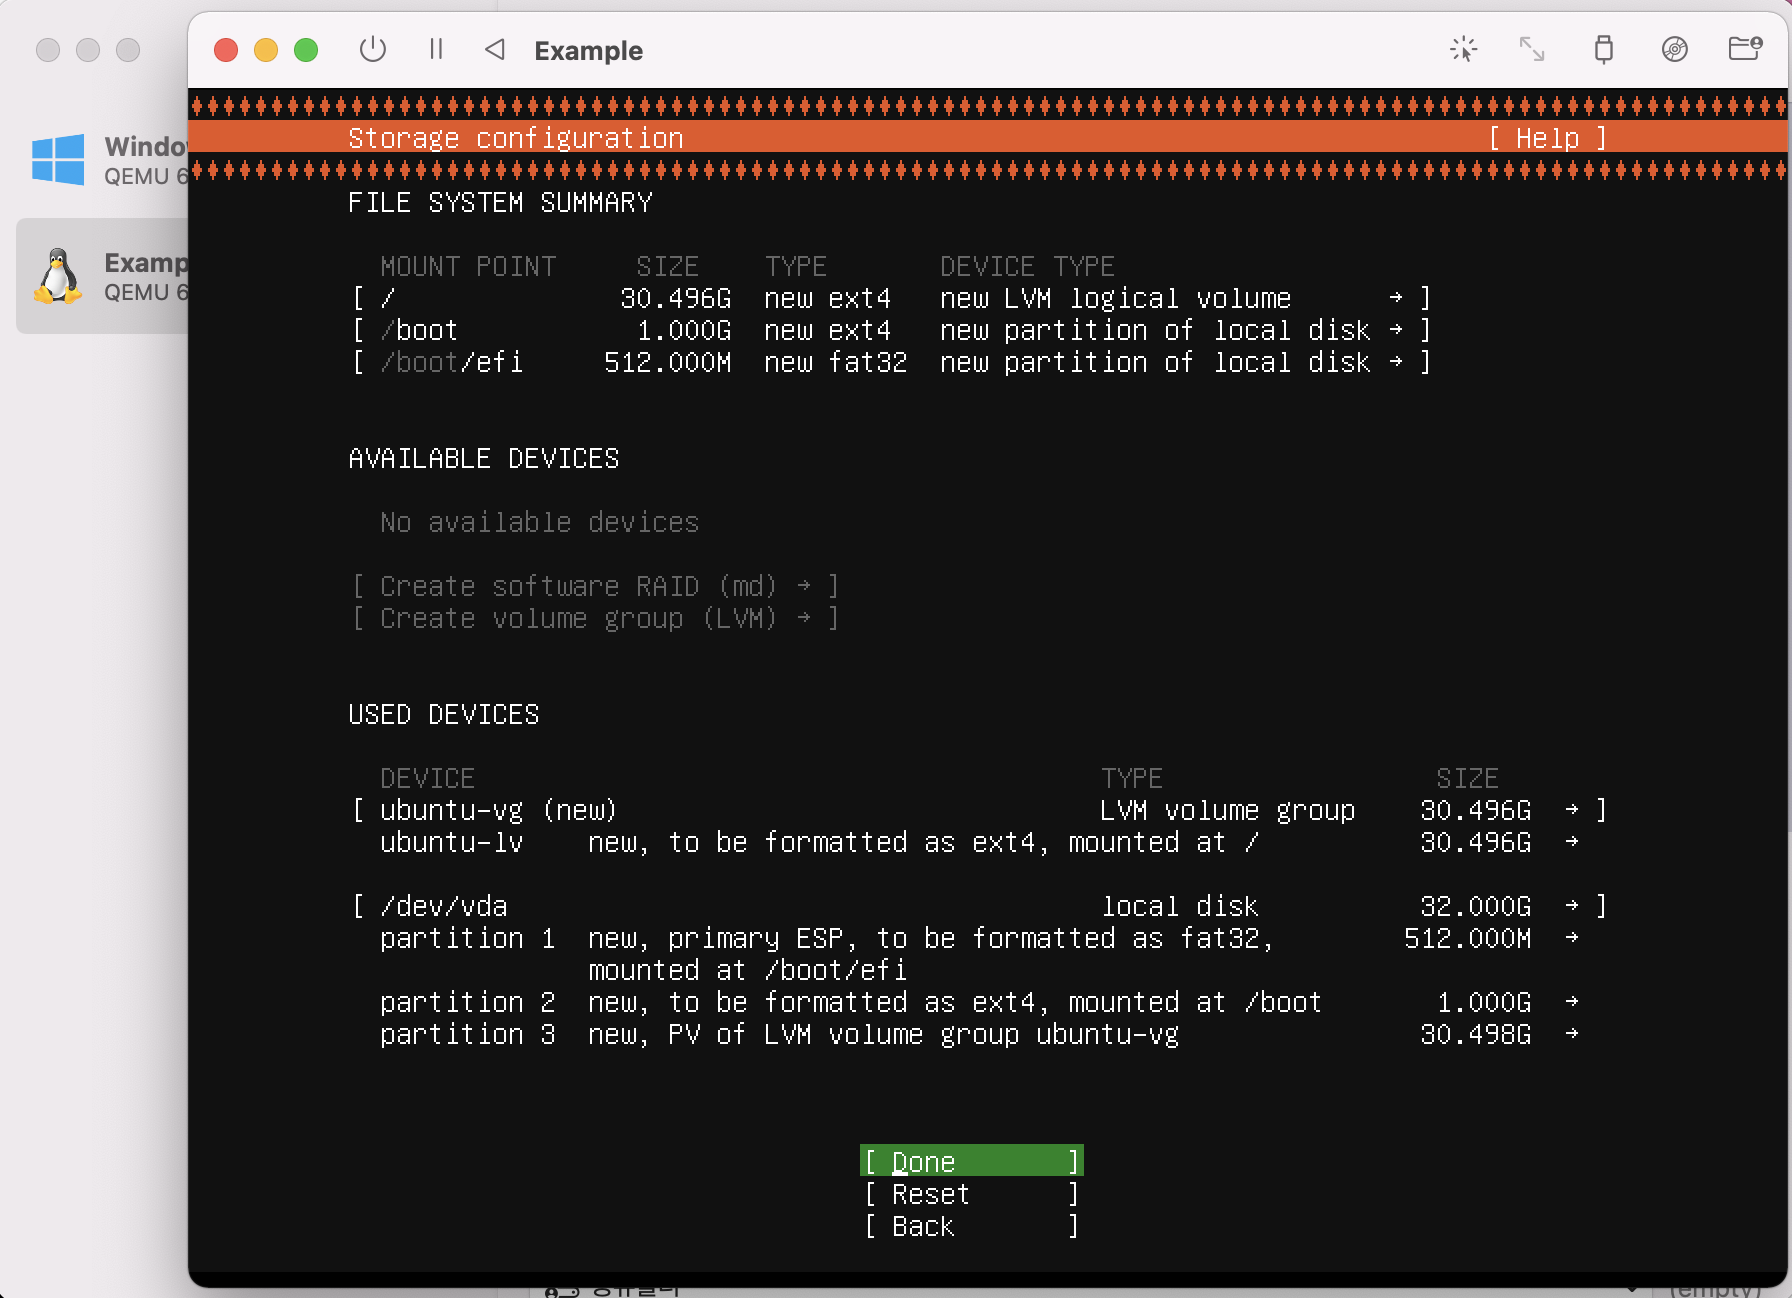 Example
Windo
QEMU 6
Examp
QEMU 6
Storage configuration [ Help ]
FILE SYSTEM SUMMARY
MOUNT POINT SIZE TYPE DEVICE TYPE
[ / 30.496G new ext4 new LVM logical volume → ]
[ /boot 1.000G new ext4 new partition of local disk → ]
[ /boot/efi 512.000M new fat32 new partition of local disk → ]
AVAILABLE DEVICES
No available devices
[ Create software RAID (md) → ]
[ Create volume group (LVM) → ]
USED DEVICES
DEVICE TYPE SIZE
[ ubuntu-vg (new) LVM volume group 30.496G → ]
ubuntu-lv new, to be formatted as ext4, mounted at / 30.496G →
[ /dev/vda local disk 32.000G → ]
partition 1 new, primary ESP, to be formatted as fat32, 512.000M →
mounted at /boot/efi
partition 2 new, to be formatted as ext4, mounted at /boot 1.000G →
partition 3 new, PV of LVM volume group ubuntu-vg 30.498G →
[ Done ]
[ Reset ]
[ Back ]
(empty)